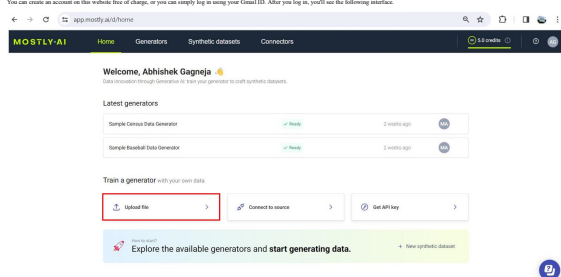 You can create an account on this website free of charge, or you can simply log in using your Gmail ID. After you log in, you'll see the following interface.
app.mostly.ai/d/home
MOSTLY·AI Home Generators Synthetic datasets Connectors 5.0 credits AG
Welcome, Abhishek Gagneja
Data innovation through Generative AI: train your generator to craft synthetic datasets.
Latest generators
Sample Census Data Generator Ready 2 weeks ago MA
Sample Baseball Data Generator Ready 2 weeks ago MA
Train a generator with your own data
Upload file Connect to source Get API key
How to start?
Explore the available generators and start generating data. + New synthetic dataset